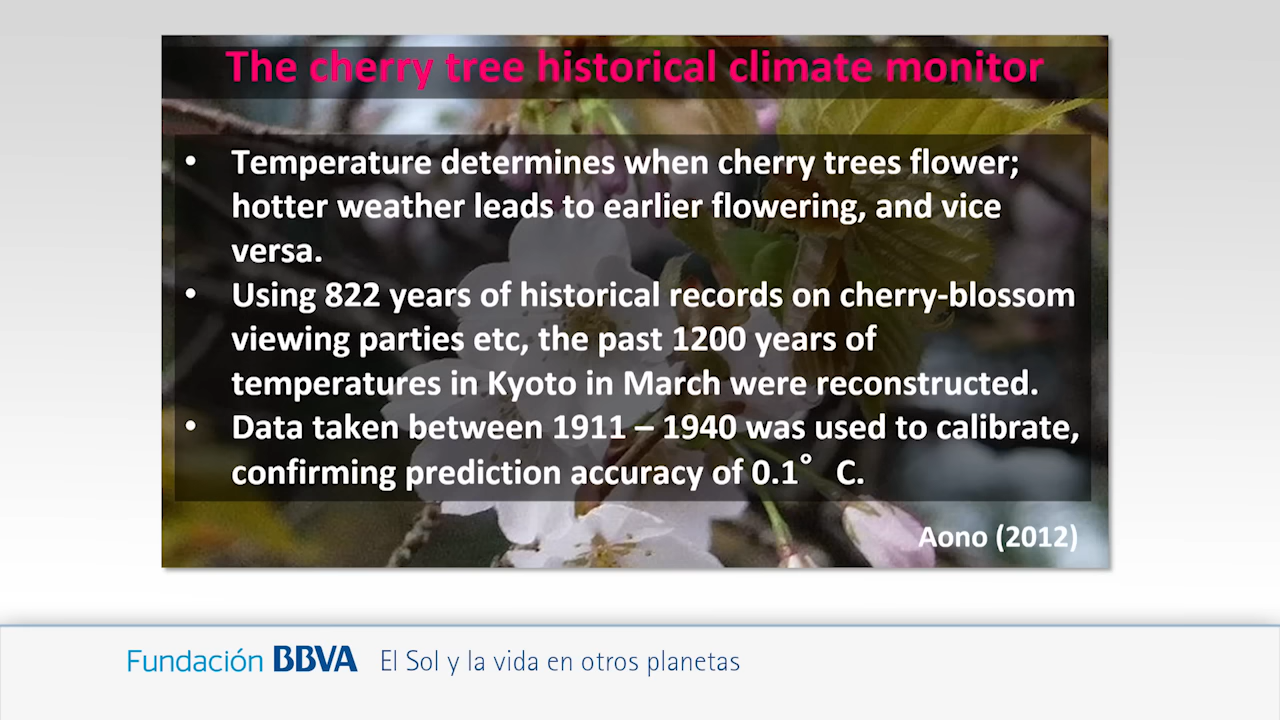 The cherry tree historical climate monitor
• Temperature determines when cherry trees flower;
hotter weather leads to earlier flowering, and vice
versa.
• Using 822 years of historical records on cherry-blossom
viewing parties etc, the past 1200 years of
temperatures in Kyoto in March were reconstructed.
• Data taken between 1911 – 1940 was used to calibrate,
confirming prediction accuracy of 0.1° C.
Aono (2012)
Fundación BBVA El Sol y la vida en otros planetas